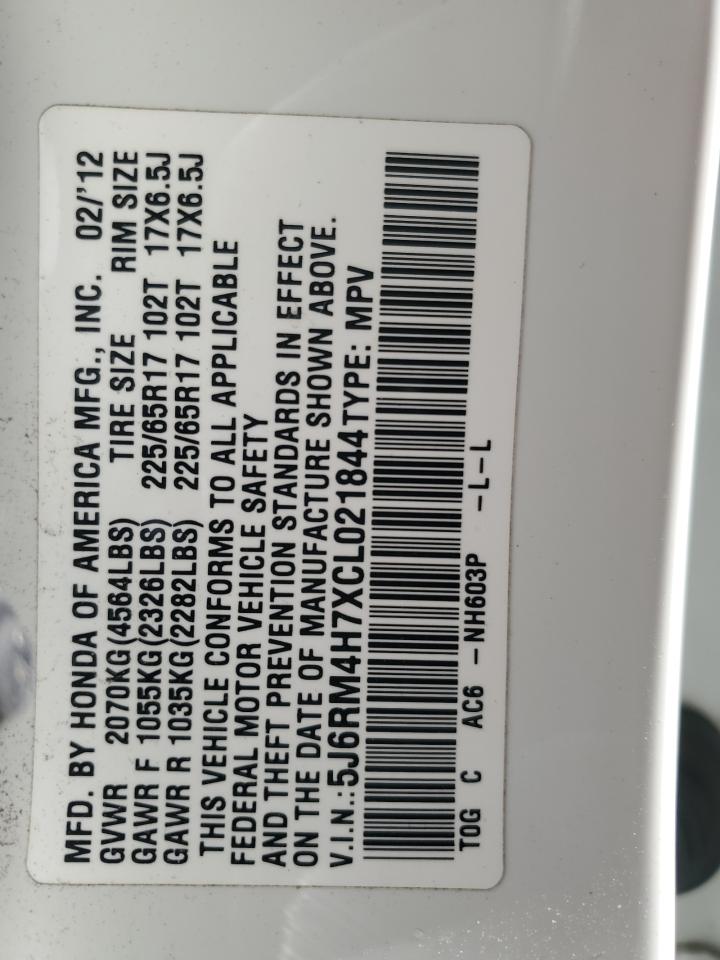 MFD. BY HONDA OF AMERICA MFG., INC. 02/'12
GVWR 2070KG(4564LBS) TIRE SIZE RIM SIZE
GAWR F 1055KG(2326LBS) 225/65R17 102T 17X6.5J
GAWR R 1035KG(2282LBS) 225/65R17 102T 17X6.5J
THIS VEHICLE CONFORMS TO ALL APPLICABLE
FEDERAL MOTOR VEHICLE SAFETY
AND THEFT PREVENTION STANDARDS IN EFFECT
ON THE DATE OF MANUFACTURE SHOWN ABOVE.
V.I.N.:5J6RM4H7XCL021844TYPE: MPV
TOG C AC6 -NH603P -L-L